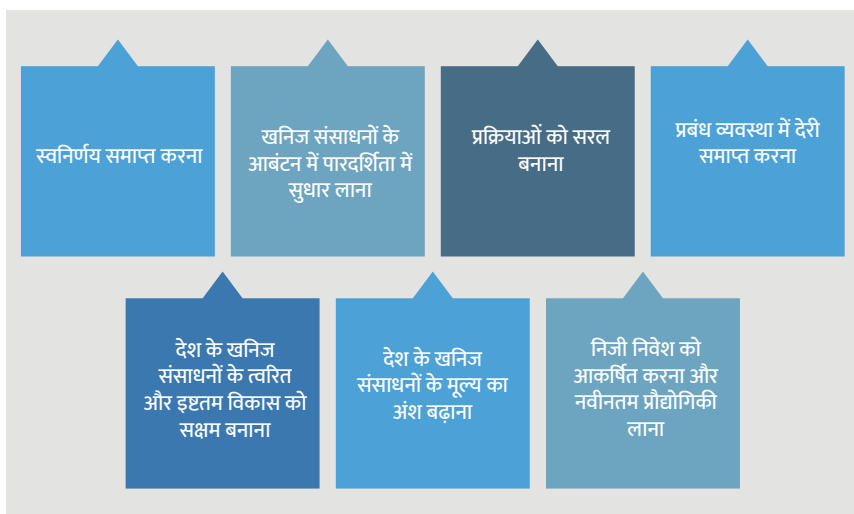 स्वनिर्णय समाप्त करना
खनिज संसाधनों के
आबंटन में पारदर्शिता में
सुधार लाना
प्रक्रियाओं को सरल
बनाना
प्रबंध व्यवस्था में देरी
समाप्त करना
देश के खनिज
संसाधनों के त्वरित
और इष्टतम विकास को
सक्षम बनाना
देश के खनिज
संसाधनों के मूल्य का
अंश बढ़ाना
निजी निवेश को
आकर्षित करना और
नवीनतम प्रौद्योगिकी
लाना